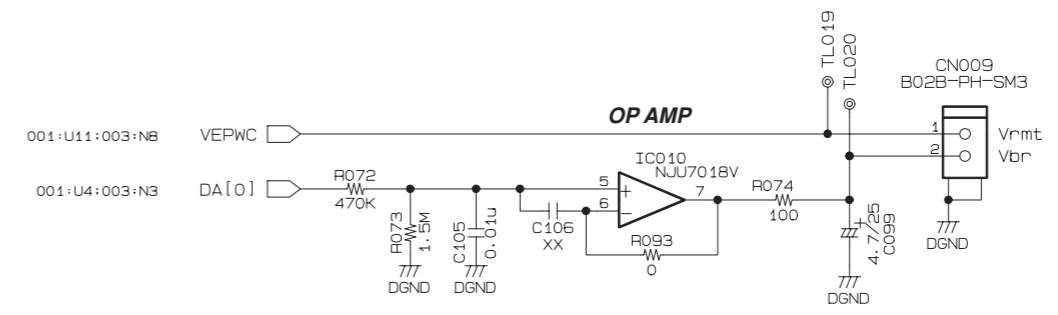 TL019
TL020
CN009
B02B-PH-SM3
OP AMP
001:U11:003:N8 VEPWC
1 Vrmt
2 Vbr
IC010
NJU7018V
001:U4:003:N3 DA[0]
R072
470K
5 +
6 -
7
R074
100
R073
1.5M
C105
0.01u
C106
XX
R093
0
+
4.7/25
C099
DGND
DGND
DGND
DGND